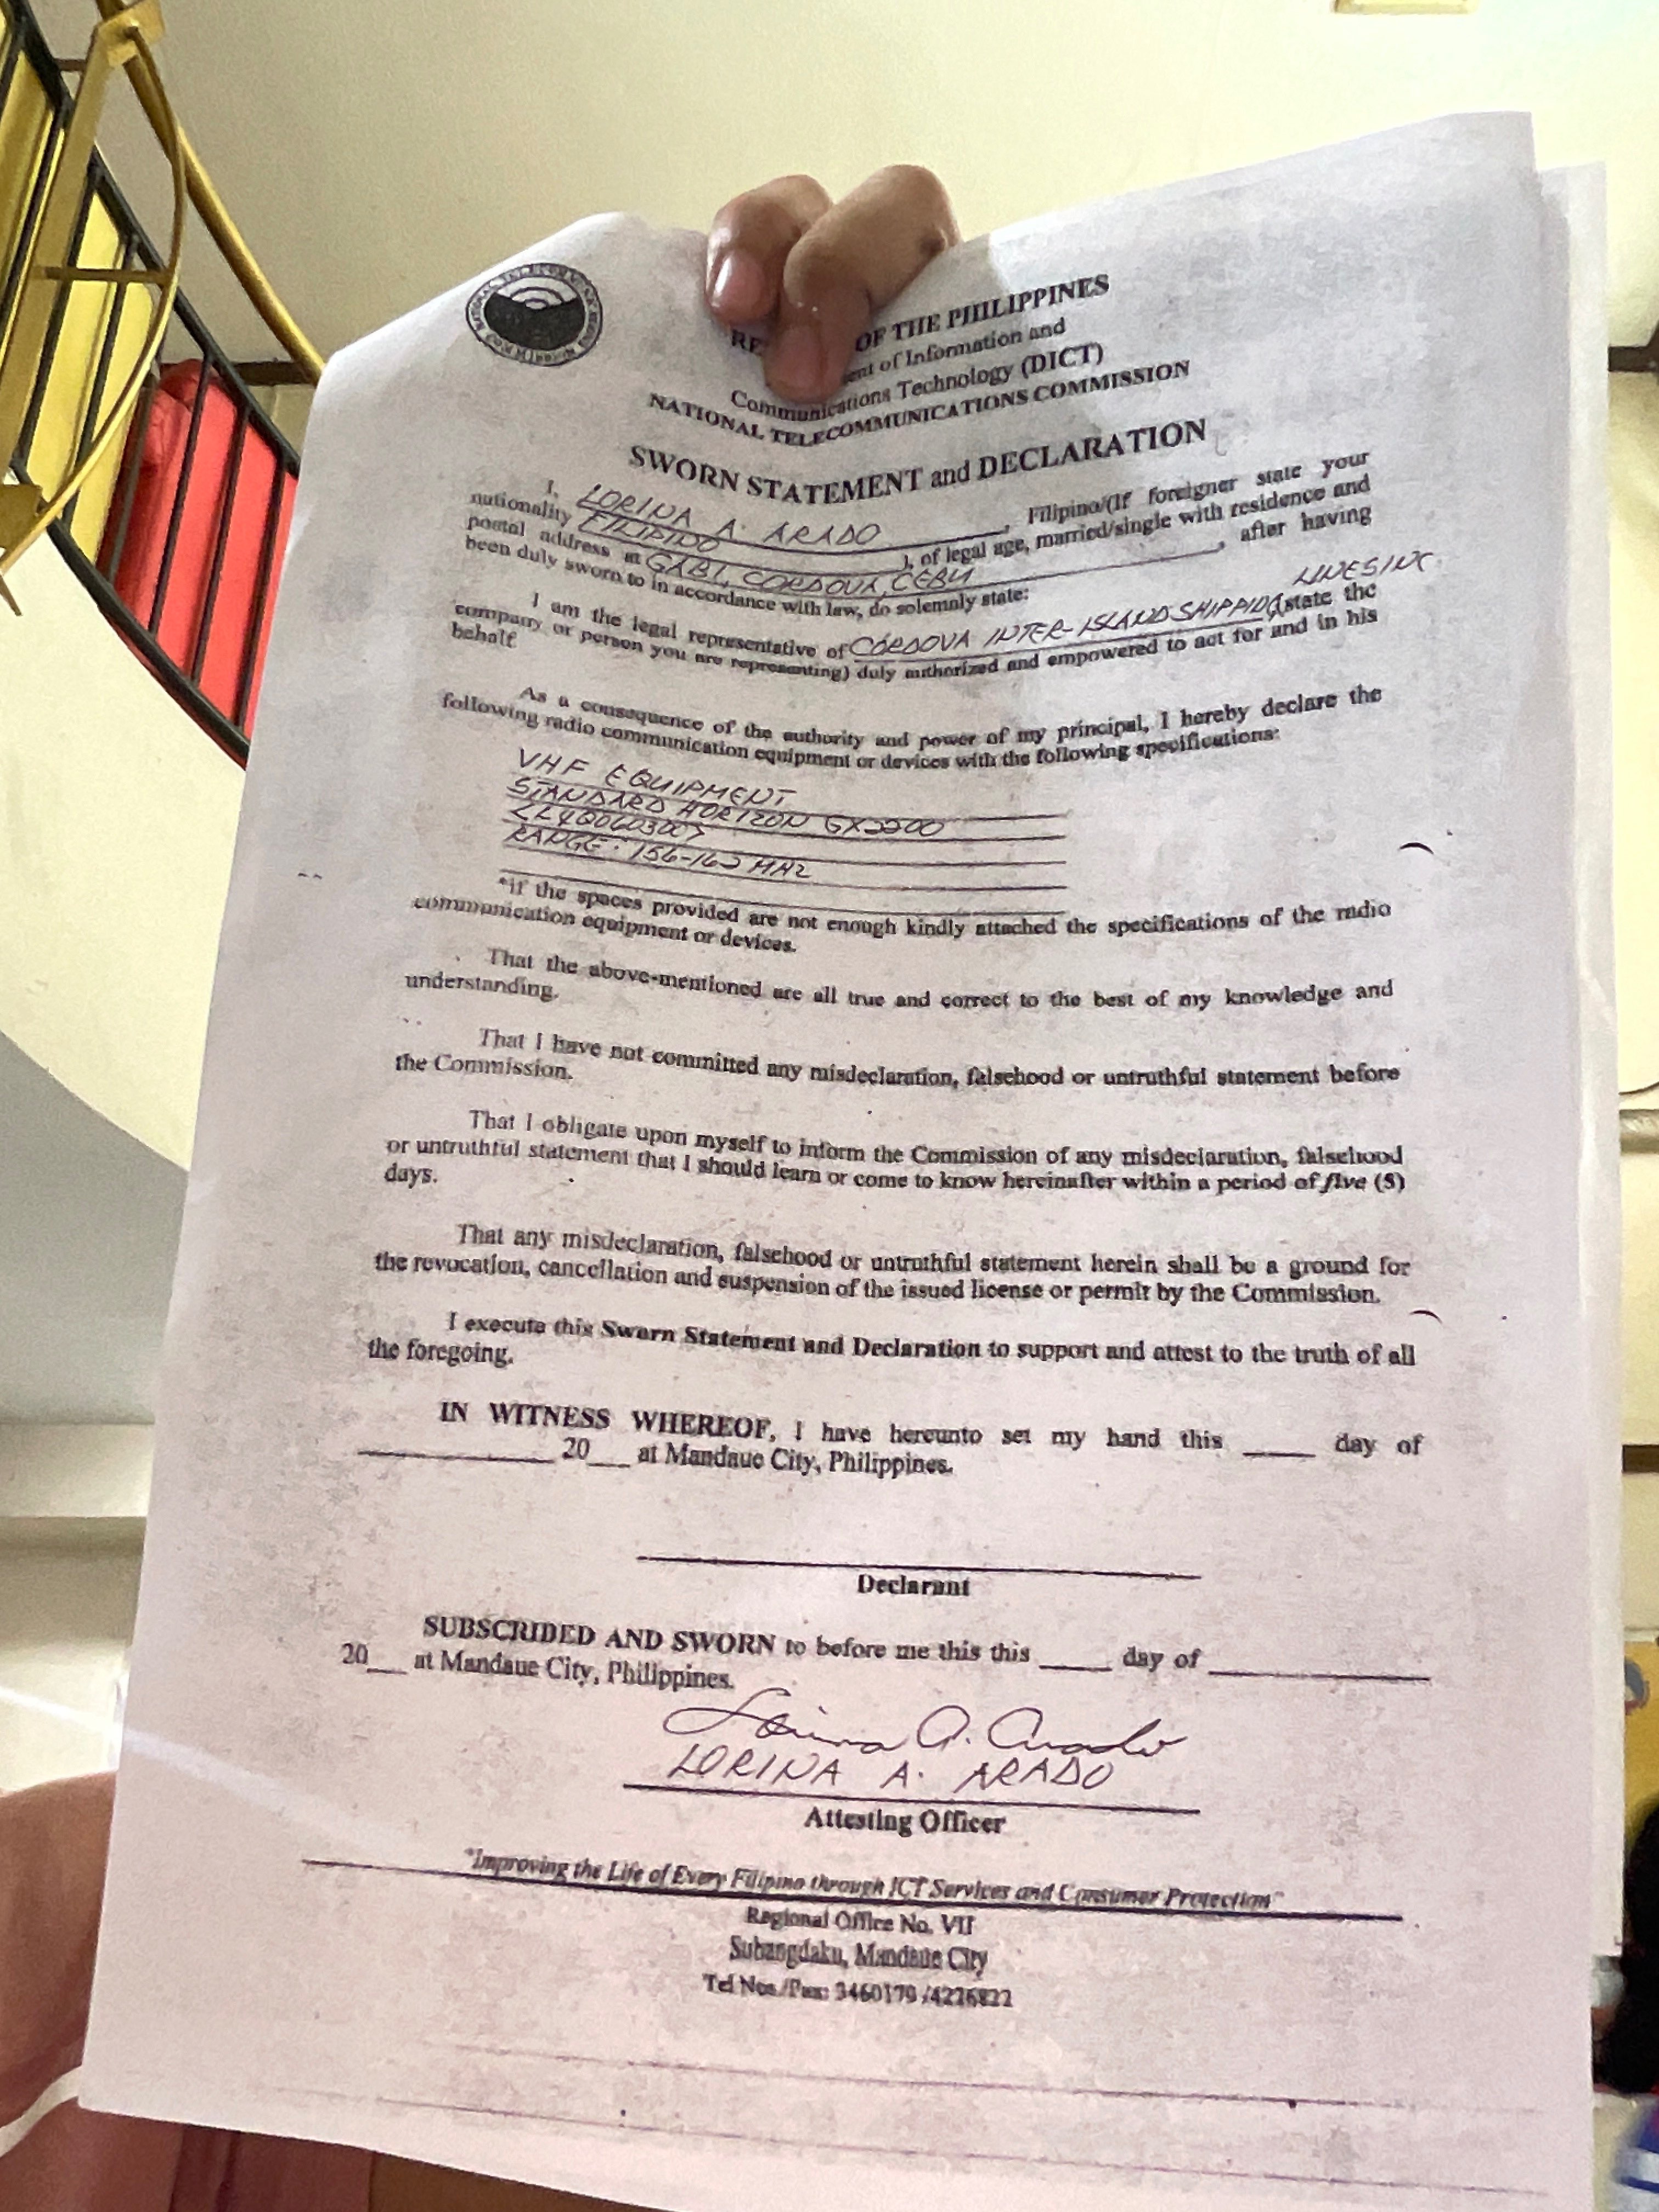 OF THE PHILIPPINES
of Information and
Communications Technology (DICT)
NATIONAL TELECOMMUNICATIONS COMMISSION
SWORN STATEMENT and DECLARATION
I, LORINA A. ARADO, Filipino/(If foreigner state your
nationality FILIPINO), of legal age, married/single with residence and
postal address at GABI, CORDOVA, CEBU, after having
been duly sworn to in accordance with law, do solemnly state:
LINES INC.
I am the legal representative of CORDOVA INTER-ISLAND SHIPPING (state the
company or person you are representing) duly authorized and empowered to act for and in his
behalf.
As a consequence of the authority and power of my principal, I hereby declare the
following radio communication equipment or devices with the following specifications:
VHF EQUIPMENT
STANDARD HORIZON GX2200
RANGE: 156-162 MHZ
*if the spaces provided are not enough kindly attached the specifications of the radio
communication equipment or devices.
That the above-mentioned are all true and correct to the best of my knowledge and
understanding.
That I have not committed any misdeclaration, falsehood or untruthful statement before
the Commission.
That I obligate upon myself to inform the Commission of any misdeclaration, falsehood
or untruthful statement that I should learn or come to know hereinafter within a period of five (5)
days.
That any misdeclaration, falsehood or untruthful statement herein shall be a ground for
the revocation, cancellation and suspension of the issued license or permit by the Commission.
I execute this Sworn Statement and Declaration to support and attest to the truth of all
the foregoing.
IN WITNESS WHEREOF, I have hereunto set my hand this ____ day of
____ 20__ at Mandaue City, Philippines.
Declarant
SUBSCRIBED AND SWORN to before me this this ____ day of ____
20__ at Mandaue City, Philippines.
Lorina A. Arado
LORINA A. ARADO
Attesting Officer
"Improving the Life of Every Filipino through ICT Services and Consumer Protection"
Regional Office No. VII
Subangdaku, Mandaue City
Tel Nos./Fax: 3460179 /4226822